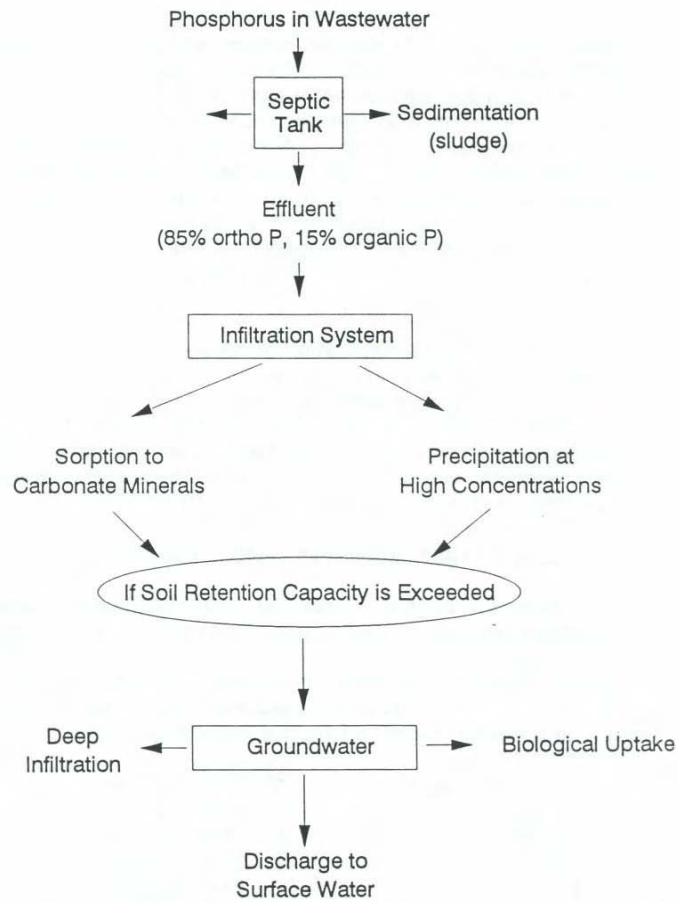 Phosphorus in Wastewater
Septic
Tank
Sedimentation
(sludge)
Effluent
(85% ortho P, 15% organic P)
Infiltration System
Sorption to
Carbonate Minerals
Precipitation at
High Concentrations
If Soil Retention Capacity is Exceeded
Deep
Infiltration
Groundwater
Biological Uptake
Discharge to
Surface Water